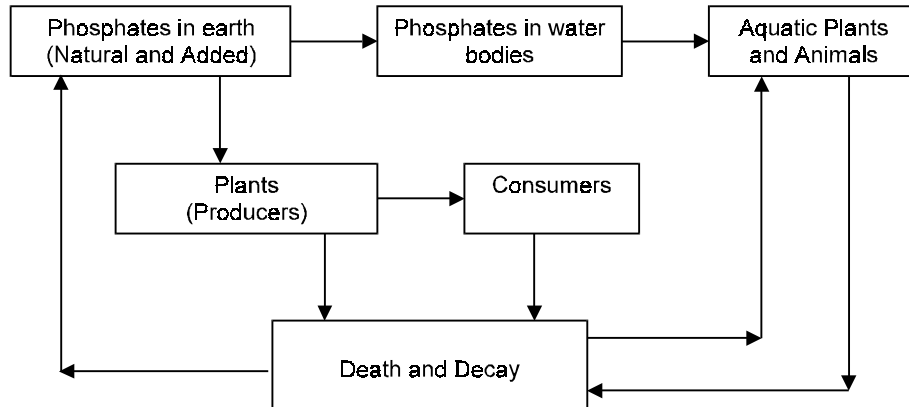 Phosphates in earth
(Natural and Added)
Phosphates in water
bodies
Aquatic Plants
and Animals
Plants
(Producers)
Consumers
Death and Decay